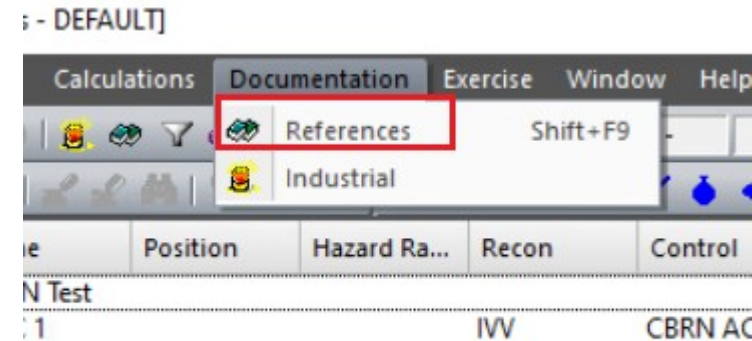 s - DEFAULT]
Calculations Documentation Exercise Window Help
References Shift+F9
Industrial
Position Hazard Ra... Recon Control
N Test
1 IVV CBRN AC